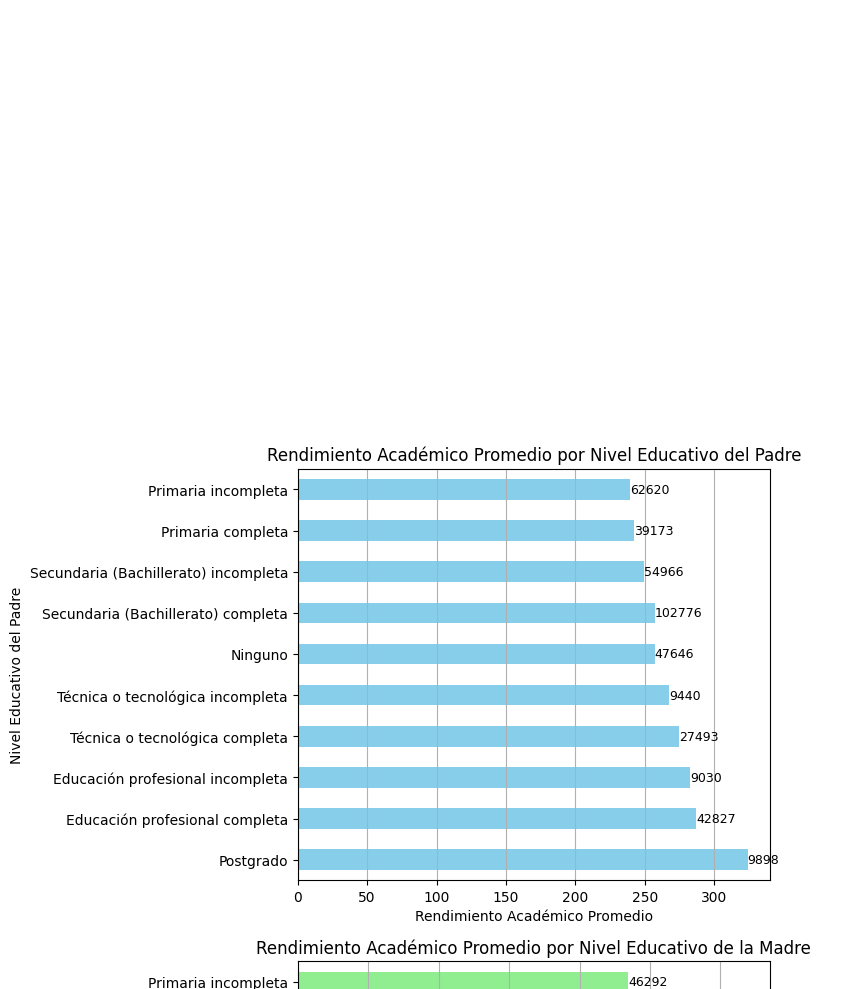 Rendimiento Académico Promedio por Nivel Educativo del Padre
Nivel Educativo del Padre
Primaria incompleta 62620
Primaria completa 39173
Secundaria (Bachillerato) incompleta 54966
Secundaria (Bachillerato) completa 102776
Ninguno 47646
Técnica o tecnológica incompleta 9440
Técnica o tecnológica completa 27493
Educación profesional incompleta 9030
Educación profesional completa 42827
Postgrado 9898
0 50 100 150 200 250 300
Rendimiento Académico Promedio
Rendimiento Académico Promedio por Nivel Educativo de la Madre
Primaria incompleta 46292